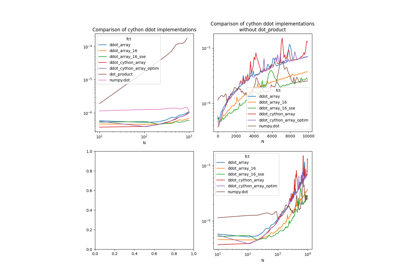 Comparison of cython ddot implementations
fct
ddot_array
ddot_array_16
ddot_array_16_sse
ddot_cython_array
ddot_cython_array_optim
dot_product
numpy.dot
N
Comparison of cython ddot implementations
without dot_product
fct
ddot_array
ddot_array_16
ddot_array_16_sse
ddot_cython_array
ddot_cython_array_optim
numpy.dot
0 2000 4000 6000 8000 10000
N
1.0
0.8
0.6
0.4
0.2
0.0
0.0 0.2 0.4 0.6 0.8 1.0
fct
ddot_array
ddot_array_16
ddot_array_16_sse
ddot_cython_array
ddot_cython_array_optim
numpy.dot
N